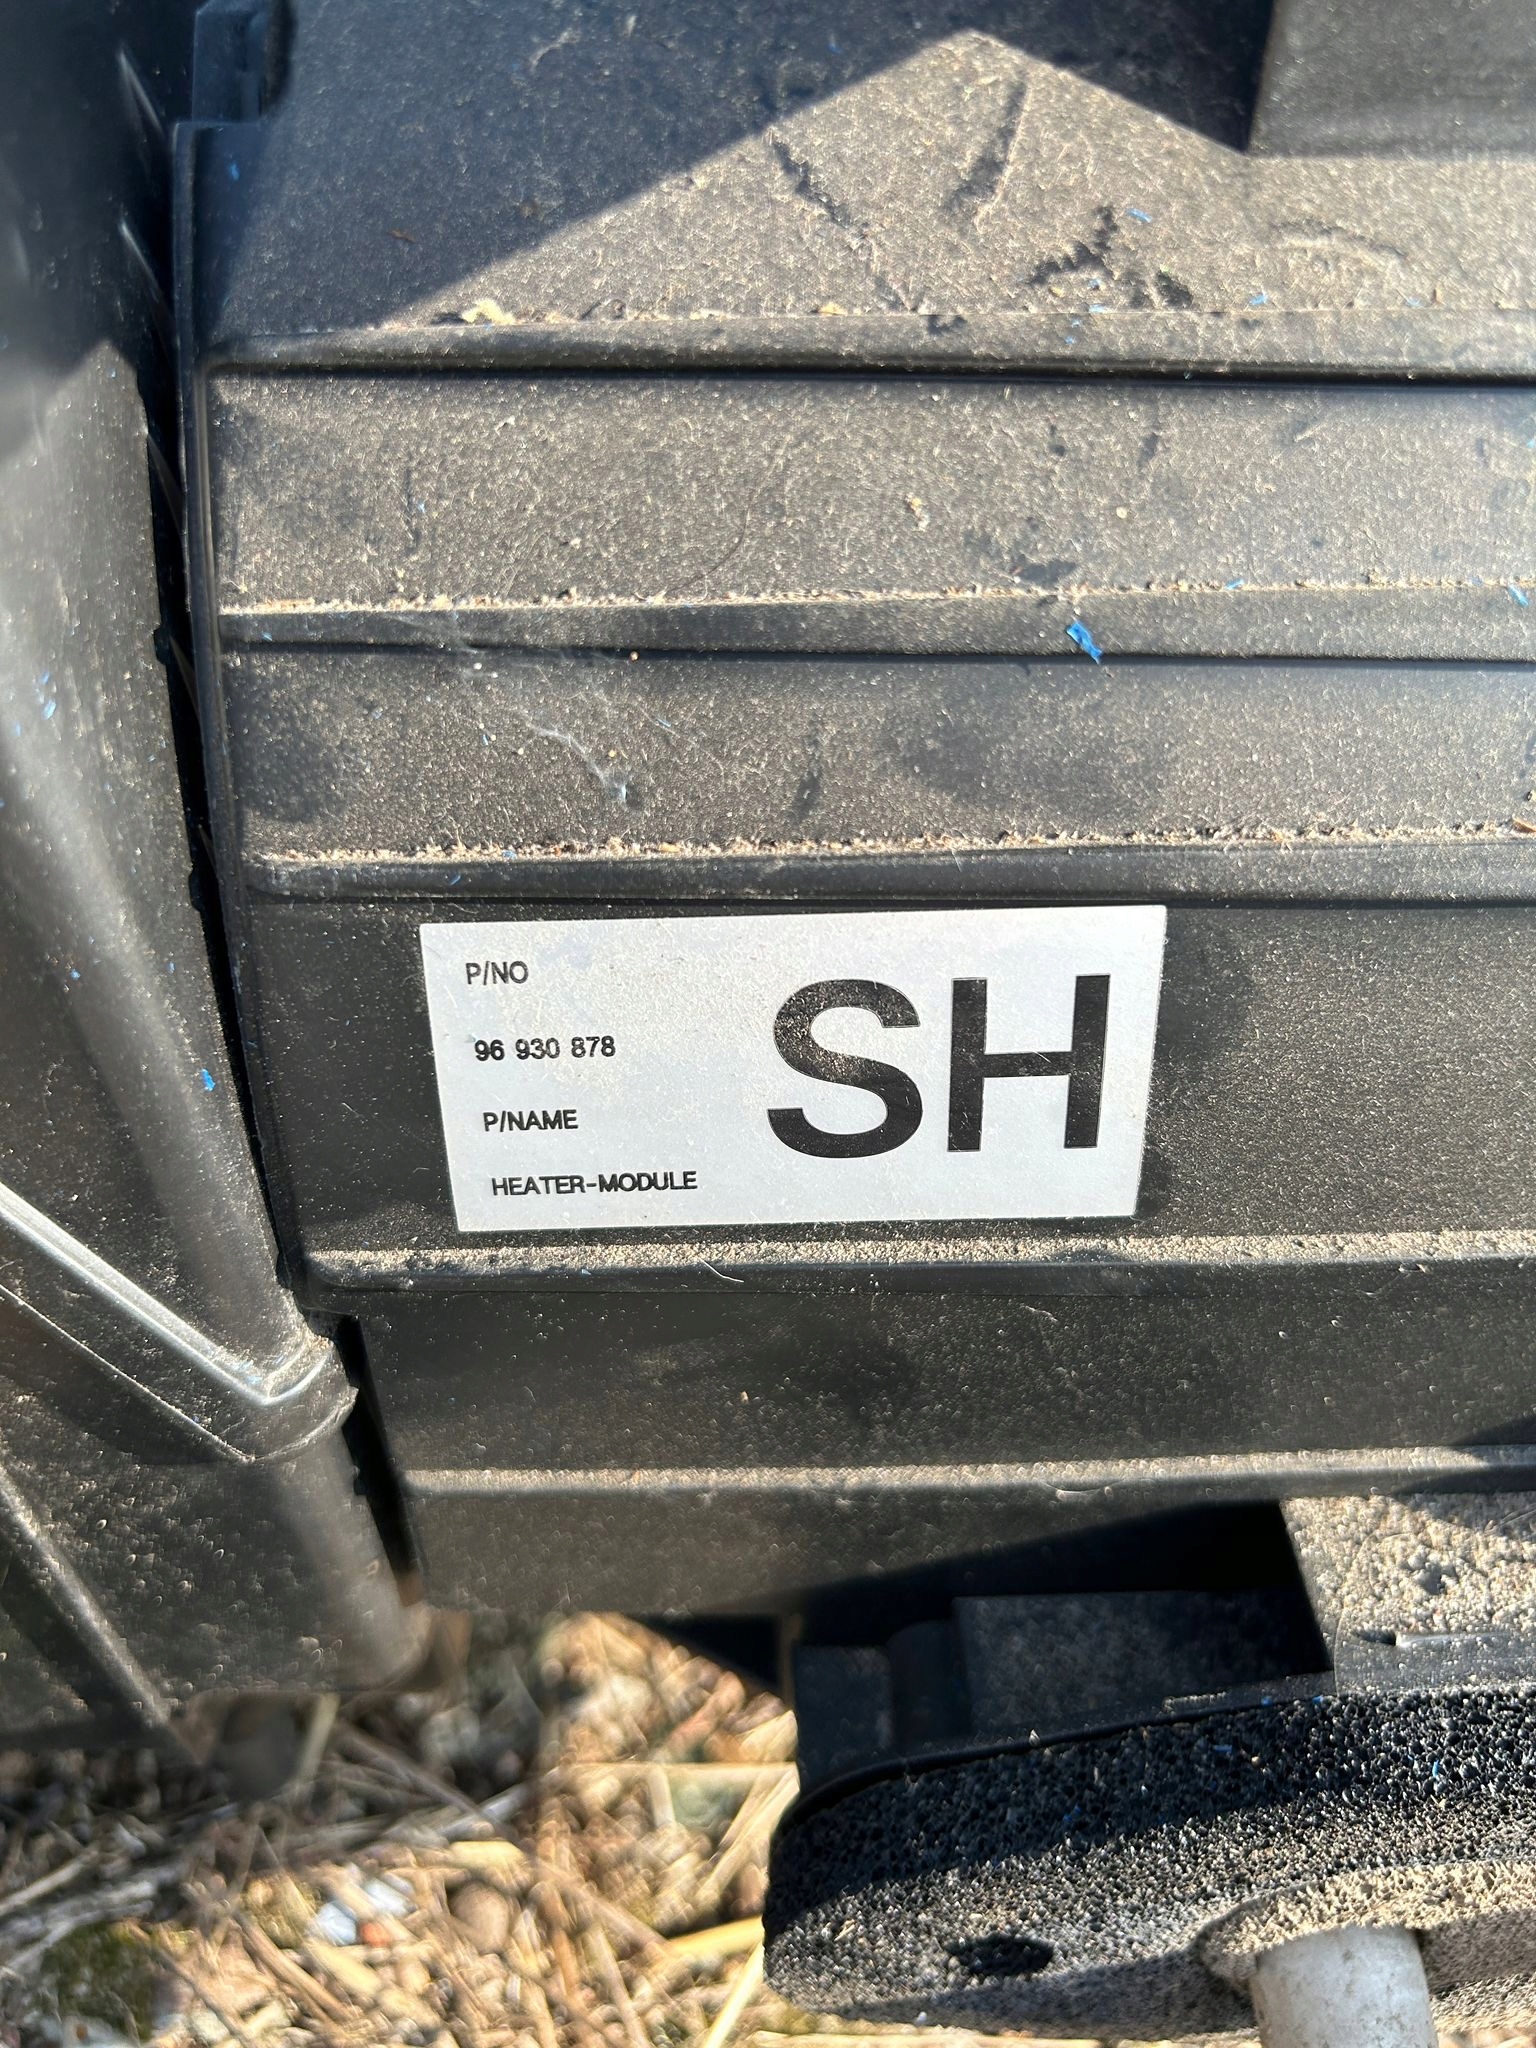 P/NO
96 930 878
P/NAME
HEATER-MODULE
SH